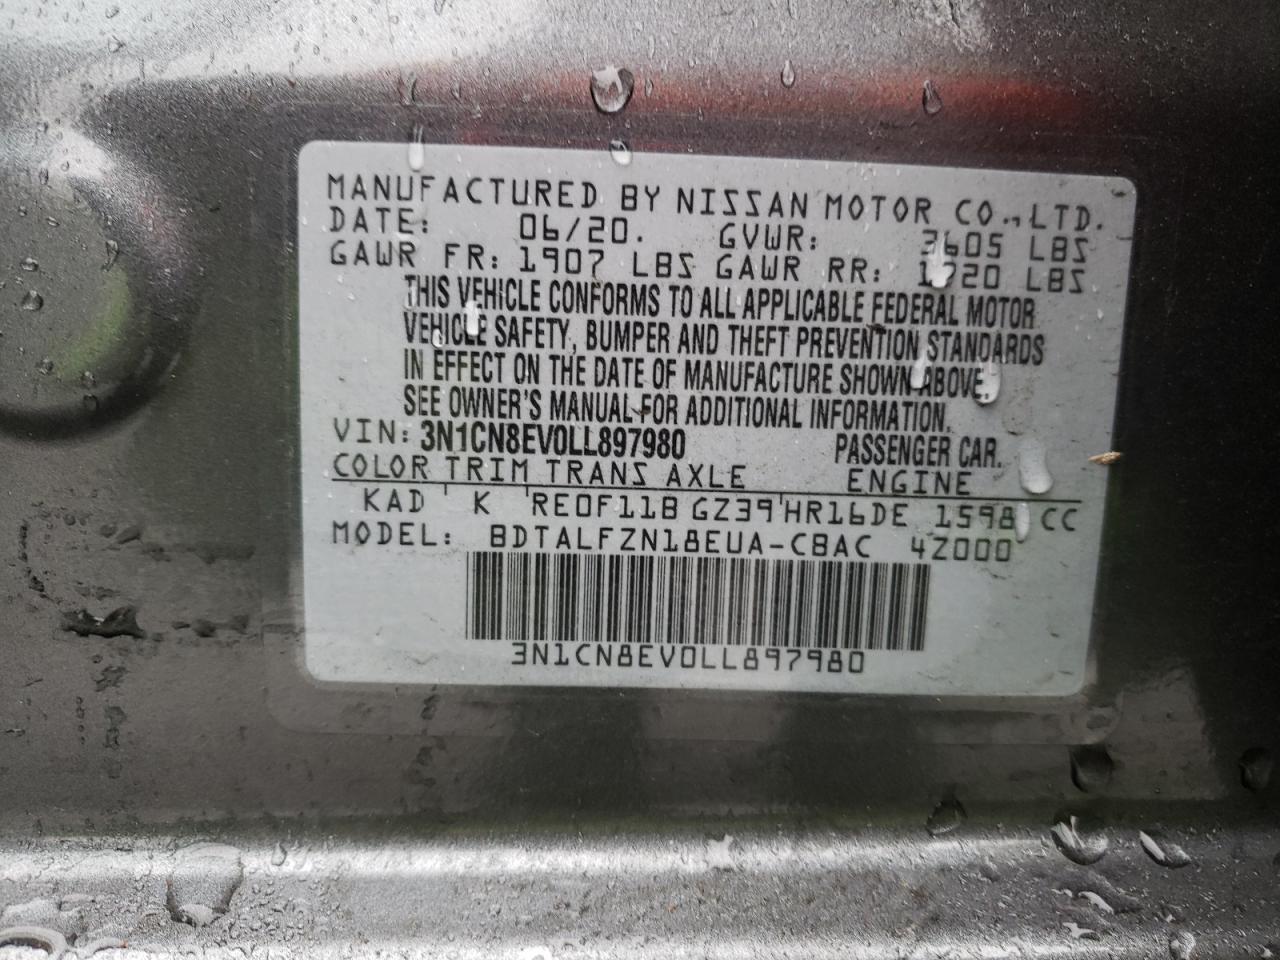 MANUFACTURED BY NISSAN MOTOR CO., LTD.
DATE: 06/20. GVWR: 3605 LBS
GAWR FR: 1907 LBS GAWR RR: 1720 LBS
THIS VEHICLE CONFORMS TO ALL APPLICABLE FEDERAL MOTOR
VEHICLE SAFETY, BUMPER AND THEFT PREVENTION STANDARDS
IN EFFECT ON THE DATE OF MANUFACTURE SHOWN ABOVE.
SEE OWNER'S MANUAL FOR ADDITIONAL INFORMATION.
VIN: 3N1CN8EV0LL897980 PASSENGER CAR.
COLOR TRIM TRANS AXLE ENGINE
KAD K RE0F11B GZ39 HR16DE 1598 CC
MODEL: BDTALFZN18EUA-CBAC 4Z000
3N1CN8EV0LL897980